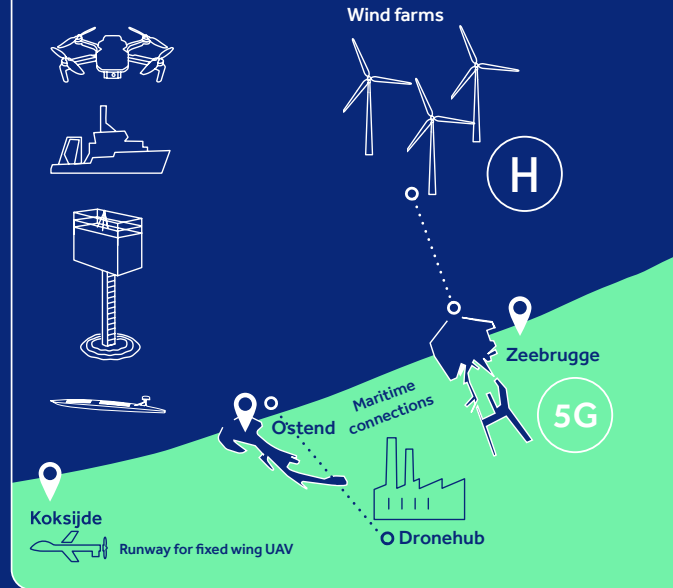 Wind farms
H
Zeebrugge
5G
Maritime
connections
Ostend
Dronehub
Koksijde
Runway for fixed wing UAV